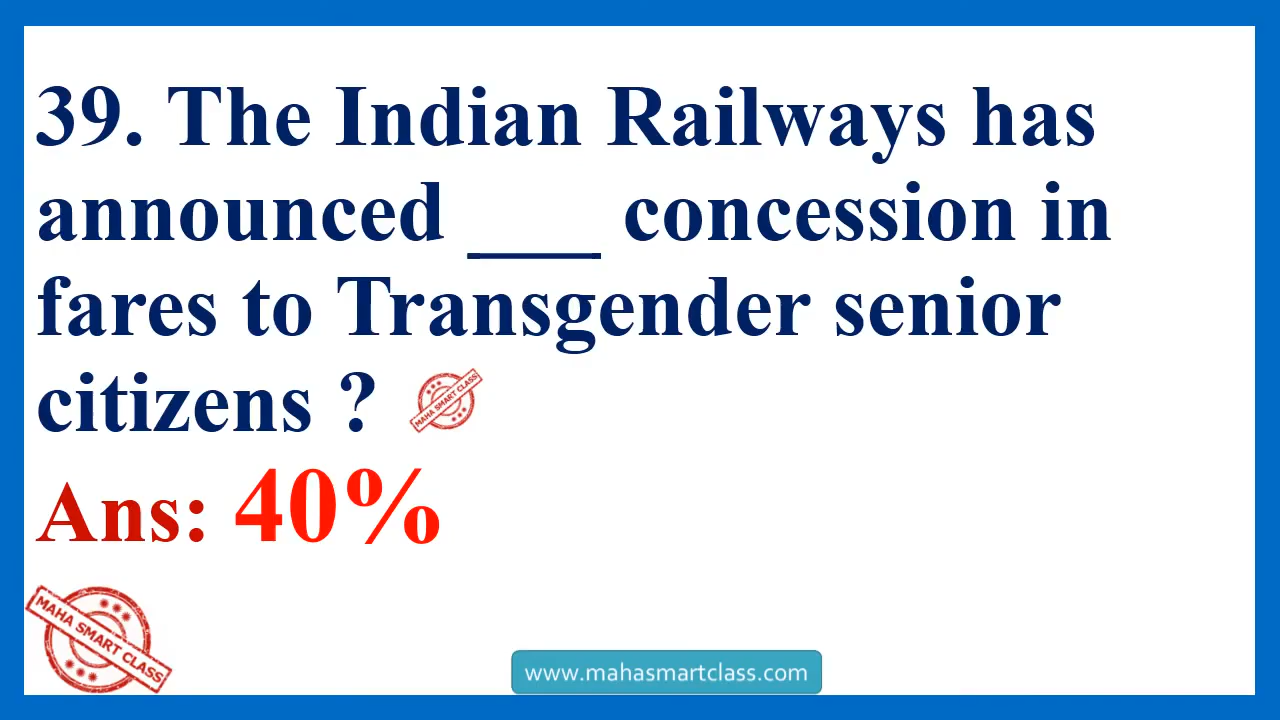 39. The Indian Railways has
announced ___ concession in
fares to Transgender senior
citizens ?
MAHA SMART CLASS
Ans: 40%
MAHA SMART CLASS
www.mahasmartclass.com